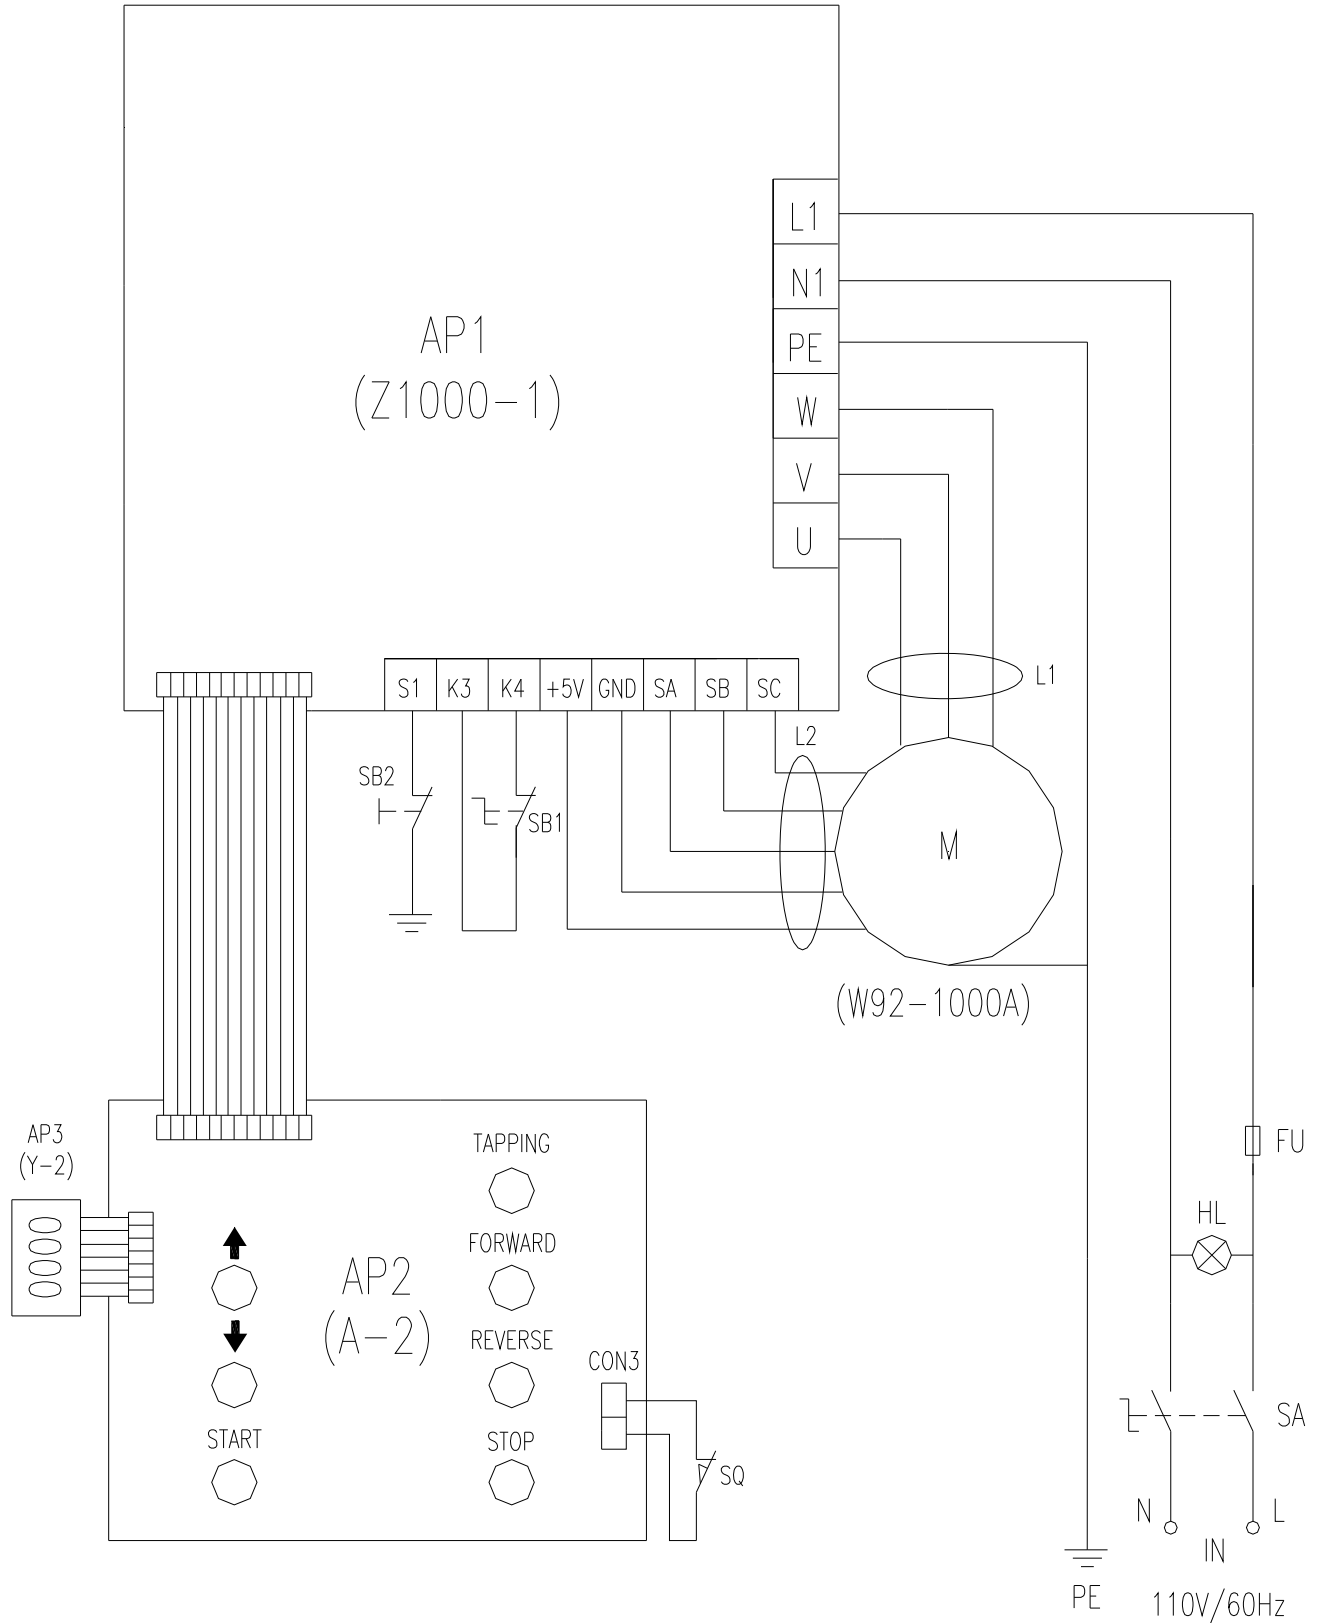 L1
N1
PE
W
V
U
AP1
(Z1000-1)
S1 K3 K4 +5V GND SA SB SC
L1
L2
SB2
SB1
M
(W92-1000A)
AP3
(Y-2)
TAPPING
FORWARD
AP2
(A-2)
REVERSE
CON3
START
STOP
SQ
FU
HL
SA
N
L
IN
PE
110V/60Hz